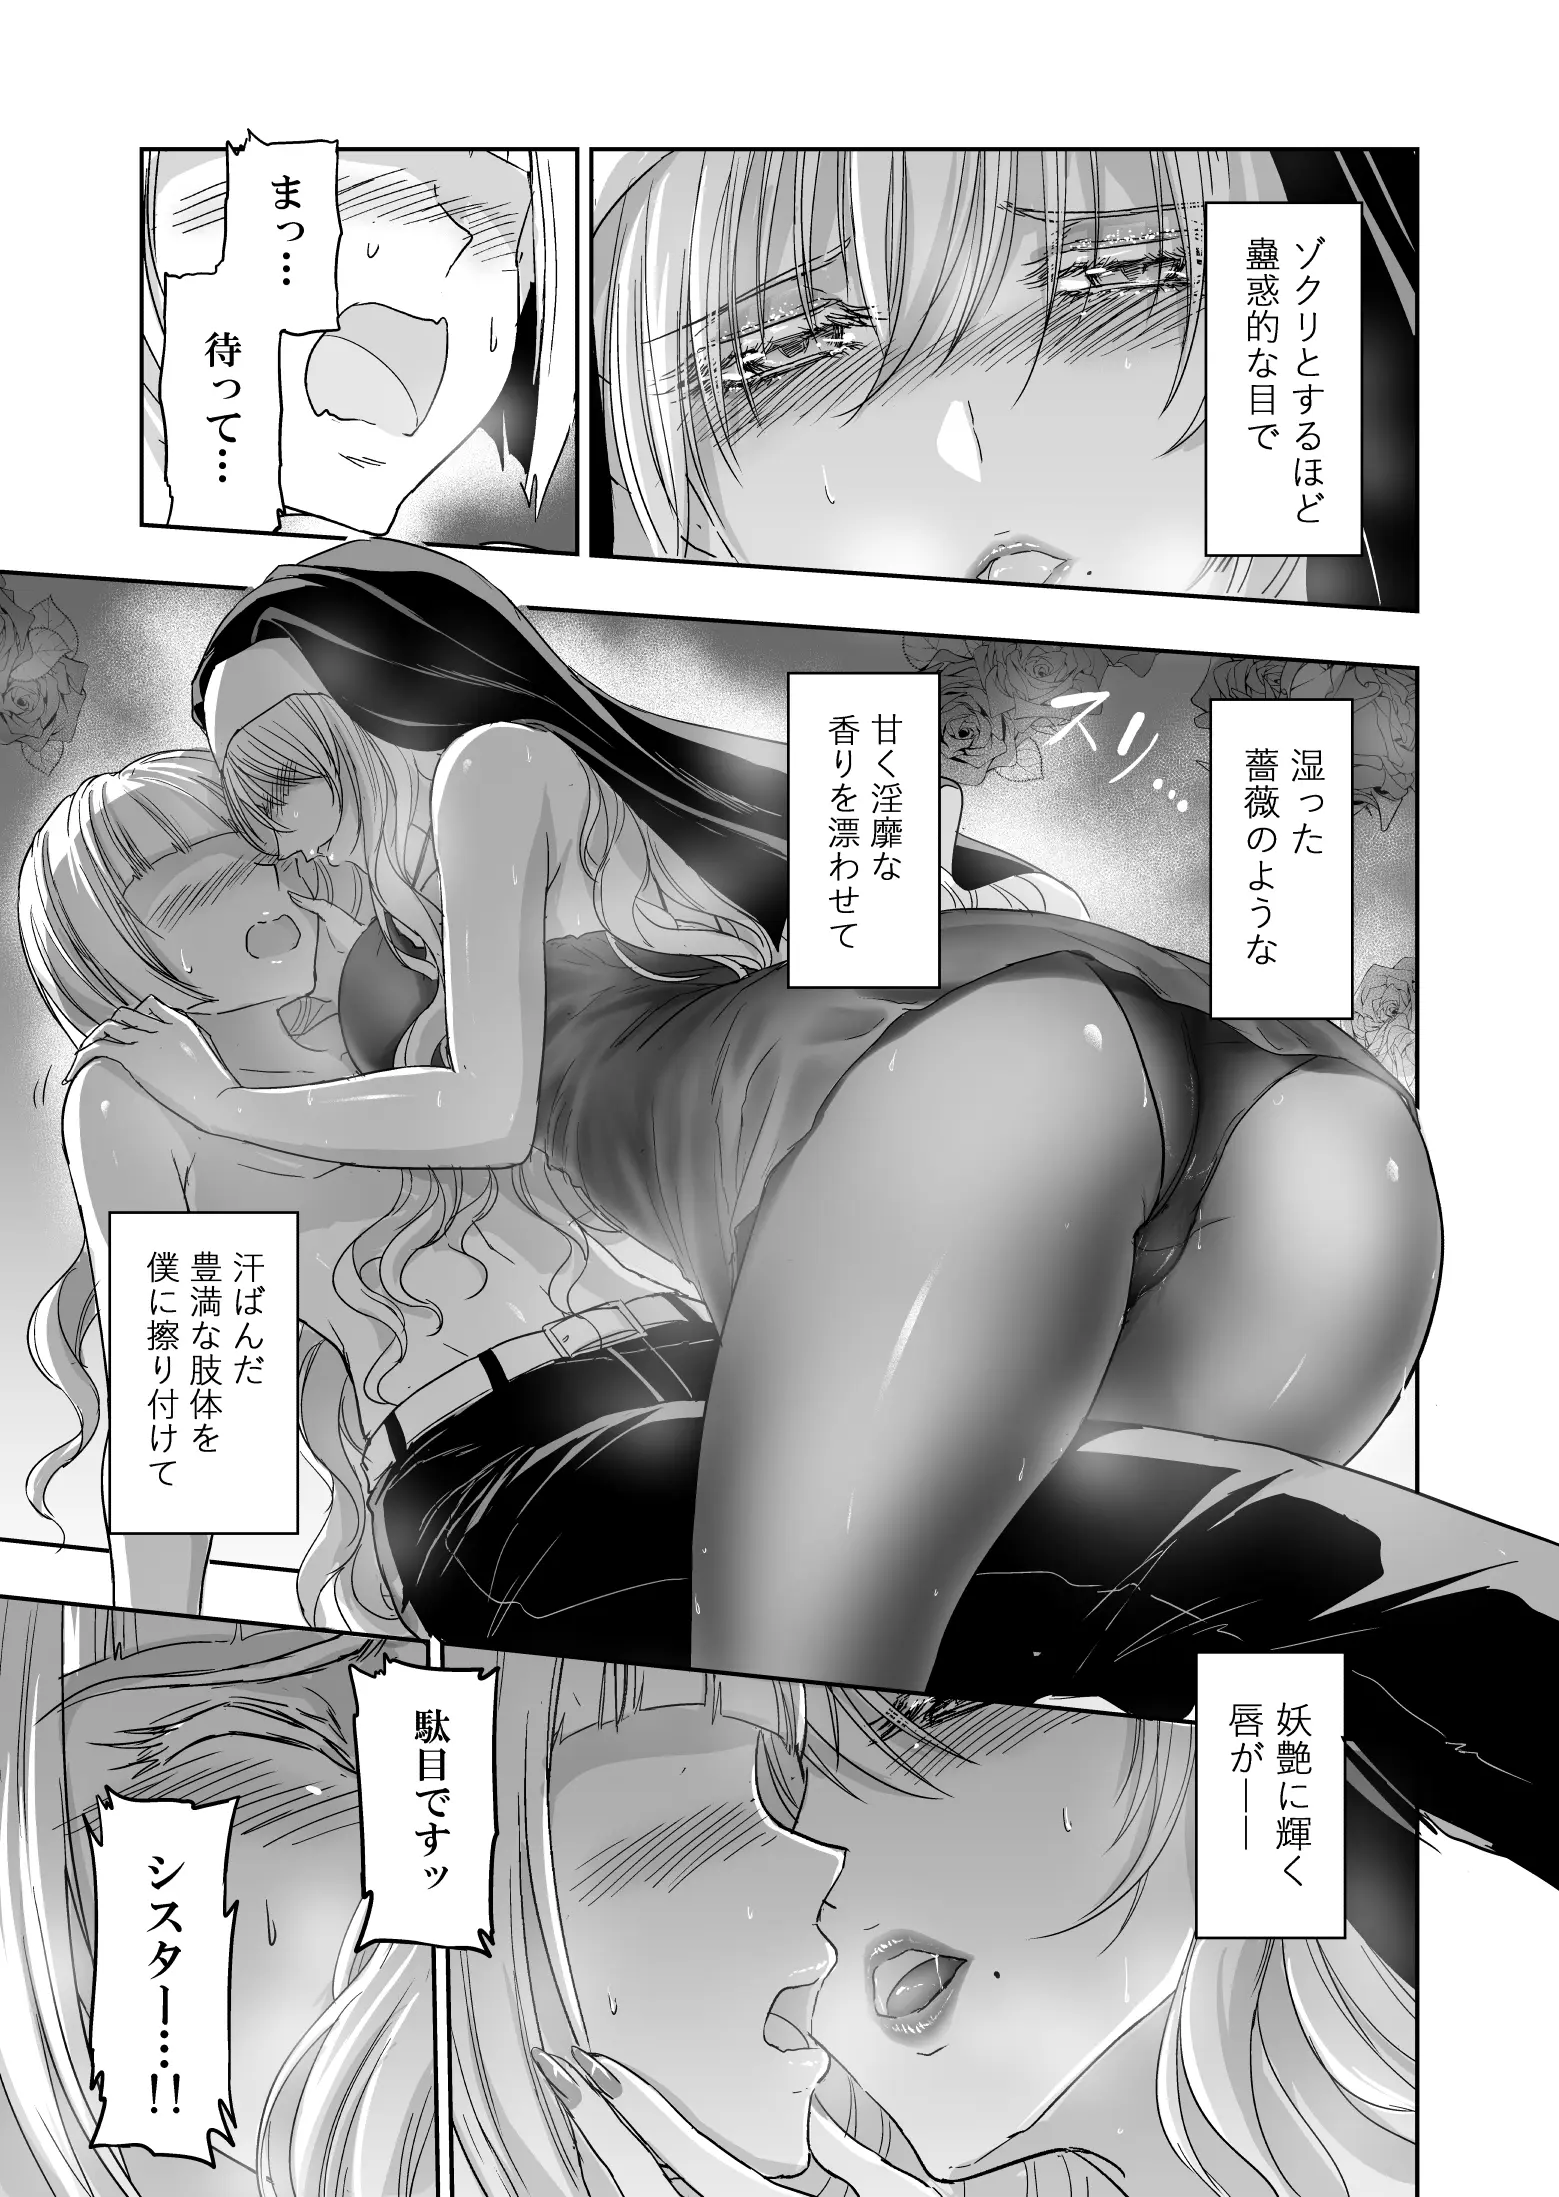 ゾクリとするほど
蠱惑的な目で
まっ…
待って…
スリ…
湿った
薔薇のような
甘く淫靡な
香りを漂わせて
汗ばんだ
豊満な肢体を
僕に擦り付けて
妖艶に輝く
唇が――
駄目ですッ
シスター…!!